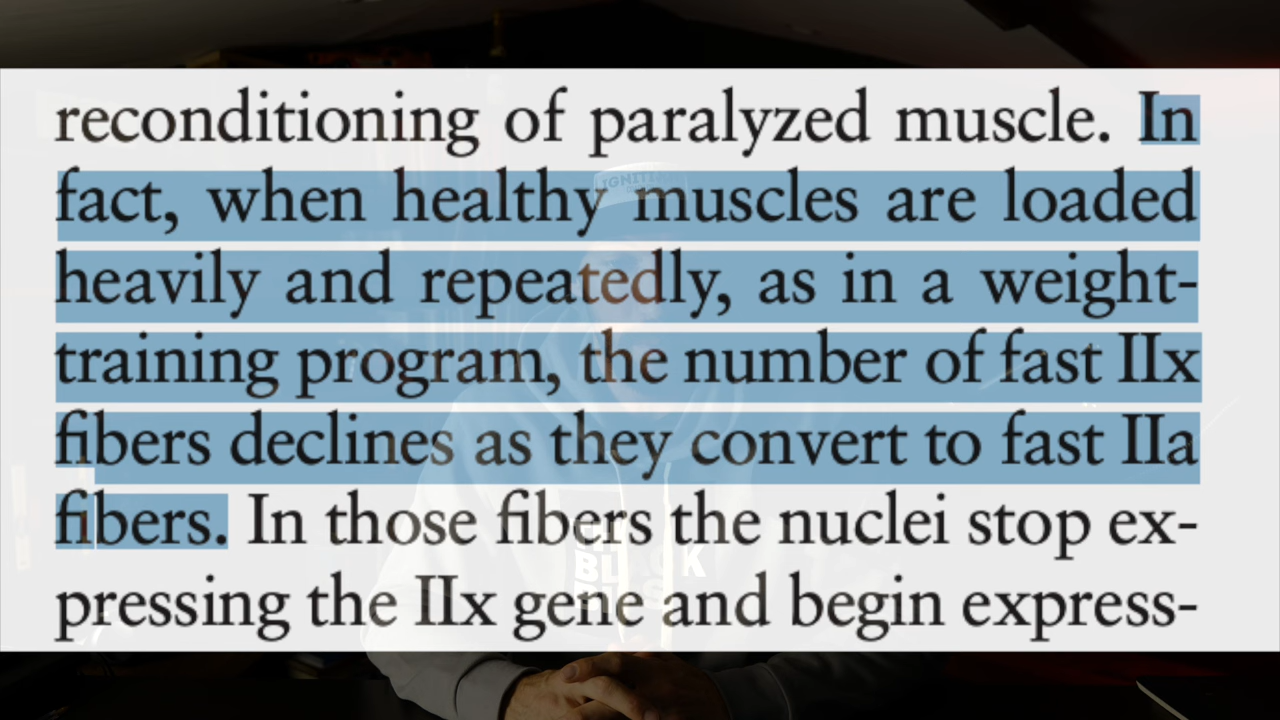 reconditioning of paralyzed muscle. In
fact, when healthy muscles are loaded
heavily and repeatedly, as in a weight-
training program, the number of fast IIx
fibers declines as they convert to fast IIa
fibers. In those fibers the nuclei stop ex-
pressing the IIx gene and begin express-